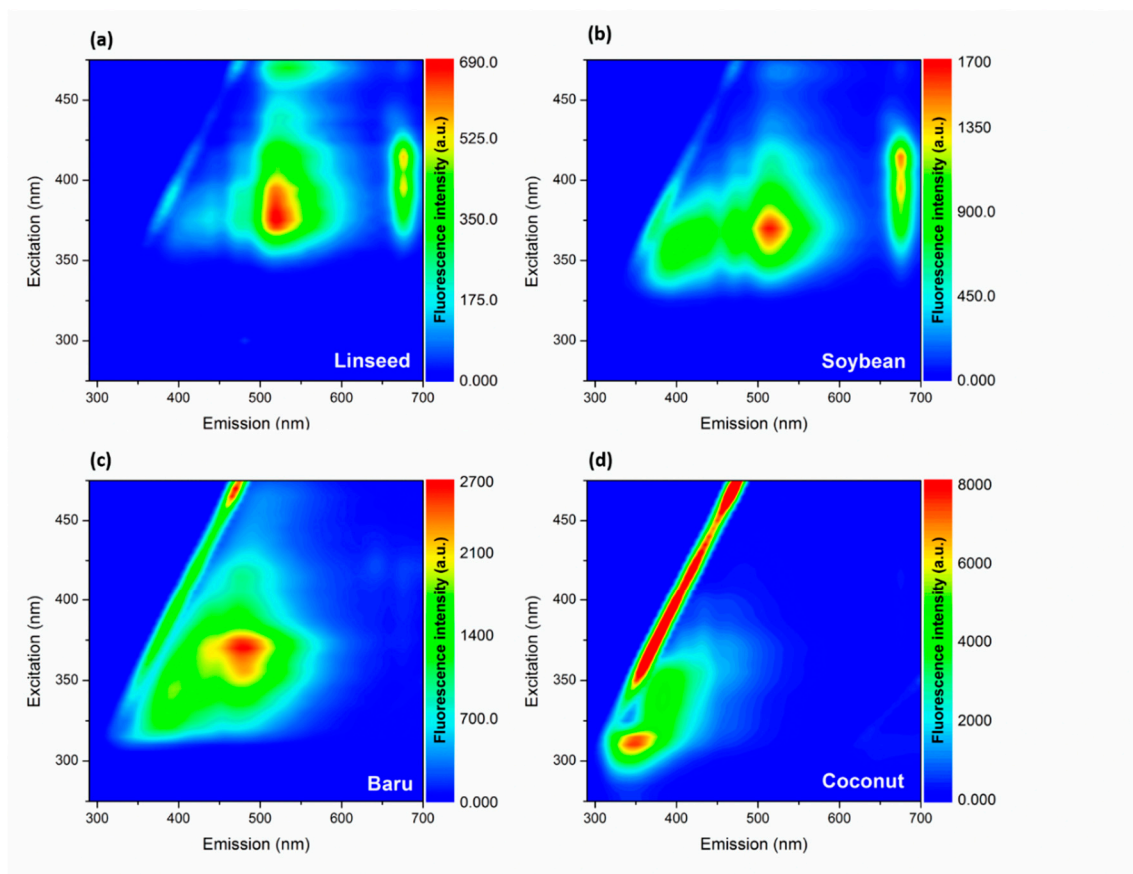 (a)
690.0
525.0
350.0
175.0
0.000
Fluorescence intensity (a.u.)
450
400
350
300
Excitation (nm)
Linseed
300 400 500 600 700
Emission (nm)
(b)
1700
1350
900.0
450.0
0.000
Fluorescence intensity (a.u.)
450
400
350
300
Excitation (nm)
Soybean
300 400 500 600 700
Emission (nm)
(c)
2700
2100
1400
700.0
0.000
Fluorescence intensity (a.u.)
450
400
350
300
Excitation (nm)
Baru
300 400 500 600 700
Emission (nm)
(d)
8000
6000
4000
2000
0.000
Fluorescence intensity (a.u.)
450
400
350
300
Excitation (nm)
Coconut
300 400 500 600 700
Emission (nm)